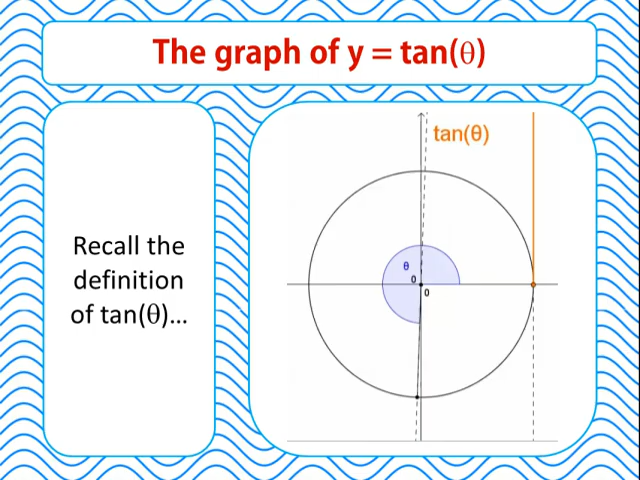 The graph of y = tan(θ)
Recall the
definition
of tan(θ)...
tan(θ)
θ
0
0